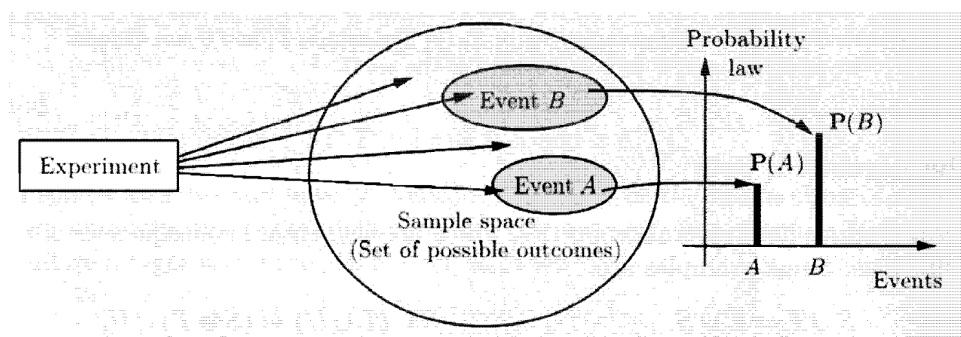 Probability
law
Event B
P(B)
Experiment
P(A)
Event A
Sample space
(Set of possible outcomes)
A
B
Events